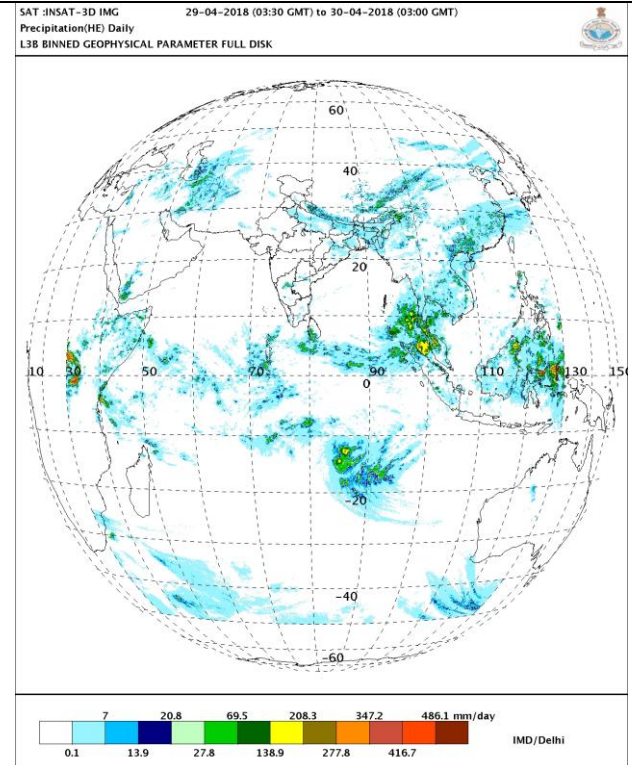 SAT :INSAT-3D IMG 29-04-2018 (03:30 GMT) to 30-04-2018 (03:00 GMT)
Precipitation(HE) Daily
L3B BINNED GEOPHYSICAL PARAMETER FULL DISK
60
40
20
10 30 50 70 90 110 130 150
0
-20
-40
-60
7 20.8 69.5 208.3 347.2 486.1 mm/day
0.1 13.9 27.8 138.9 277.8 416.7
IMD/Delhi